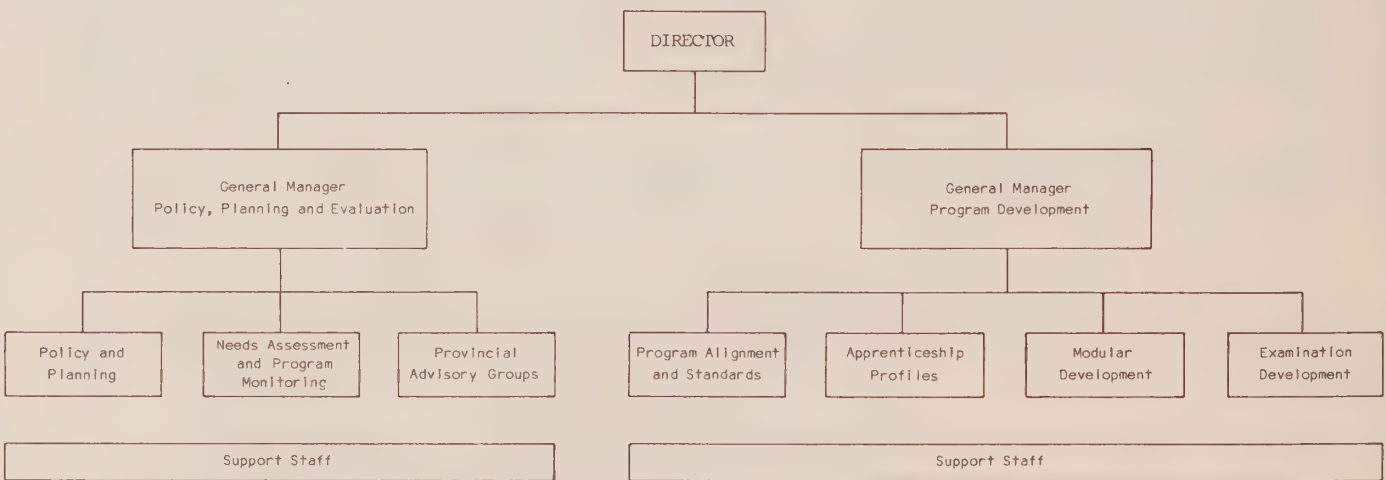 DIRECTOR
General Manager
Policy, Planning and Evaluation
General Manager
Program Development
Policy and
Planning
Needs Assessment
and Program
Monitoring
Provincial
Advisory Groups
Program Alignment
and Standards
Apprenticeship
Profiles
Modular
Development
Examination
Development
Support Staff
Support Staff